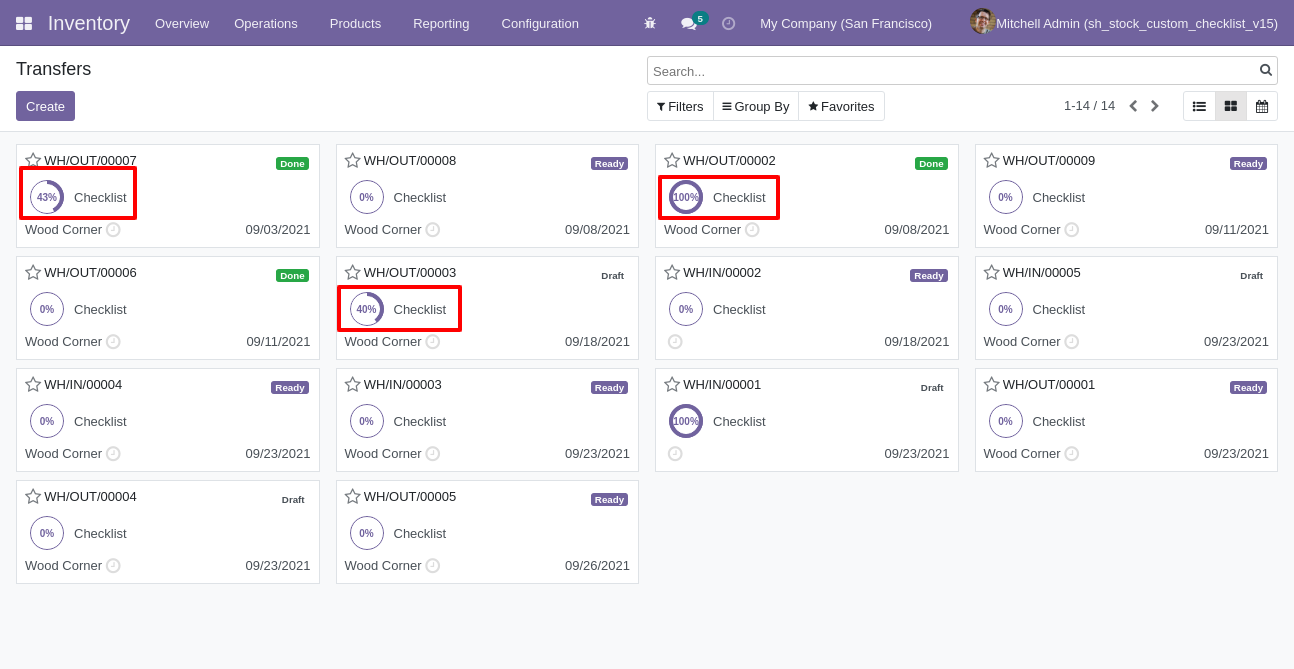 Inventory Overview Operations Products Reporting Configuration 5 My Company (San Francisco) Mitchell Admin (sh_stock_custom_checklist_v15)
Transfers
Search...
Create
Filters Group By Favorites 1-14 / 14
WH/OUT/00007 Done
43% Checklist
Wood Corner 09/03/2021
WH/OUT/00008 Ready
0% Checklist
Wood Corner 09/08/2021
WH/OUT/00002 Done
100% Checklist
Wood Corner 09/08/2021
WH/OUT/00009 Ready
0% Checklist
Wood Corner 09/11/2021
WH/OUT/00006 Done
0% Checklist
Wood Corner 09/11/2021
WH/OUT/00003 Draft
40% Checklist
Wood Corner 09/18/2021
WH/IN/00002 Ready
0% Checklist
09/18/2021
WH/IN/00005 Draft
0% Checklist
Wood Corner 09/23/2021
WH/IN/00004 Ready
0% Checklist
Wood Corner 09/23/2021
WH/IN/00003 Ready
0% Checklist
Wood Corner 09/23/2021
WH/IN/00001 Draft
100% Checklist
09/23/2021
WH/OUT/00001 Ready
0% Checklist
Wood Corner 09/23/2021
WH/OUT/00004 Draft
0% Checklist
Wood Corner 09/23/2021
WH/OUT/00005 Ready
0% Checklist
Wood Corner 09/26/2021